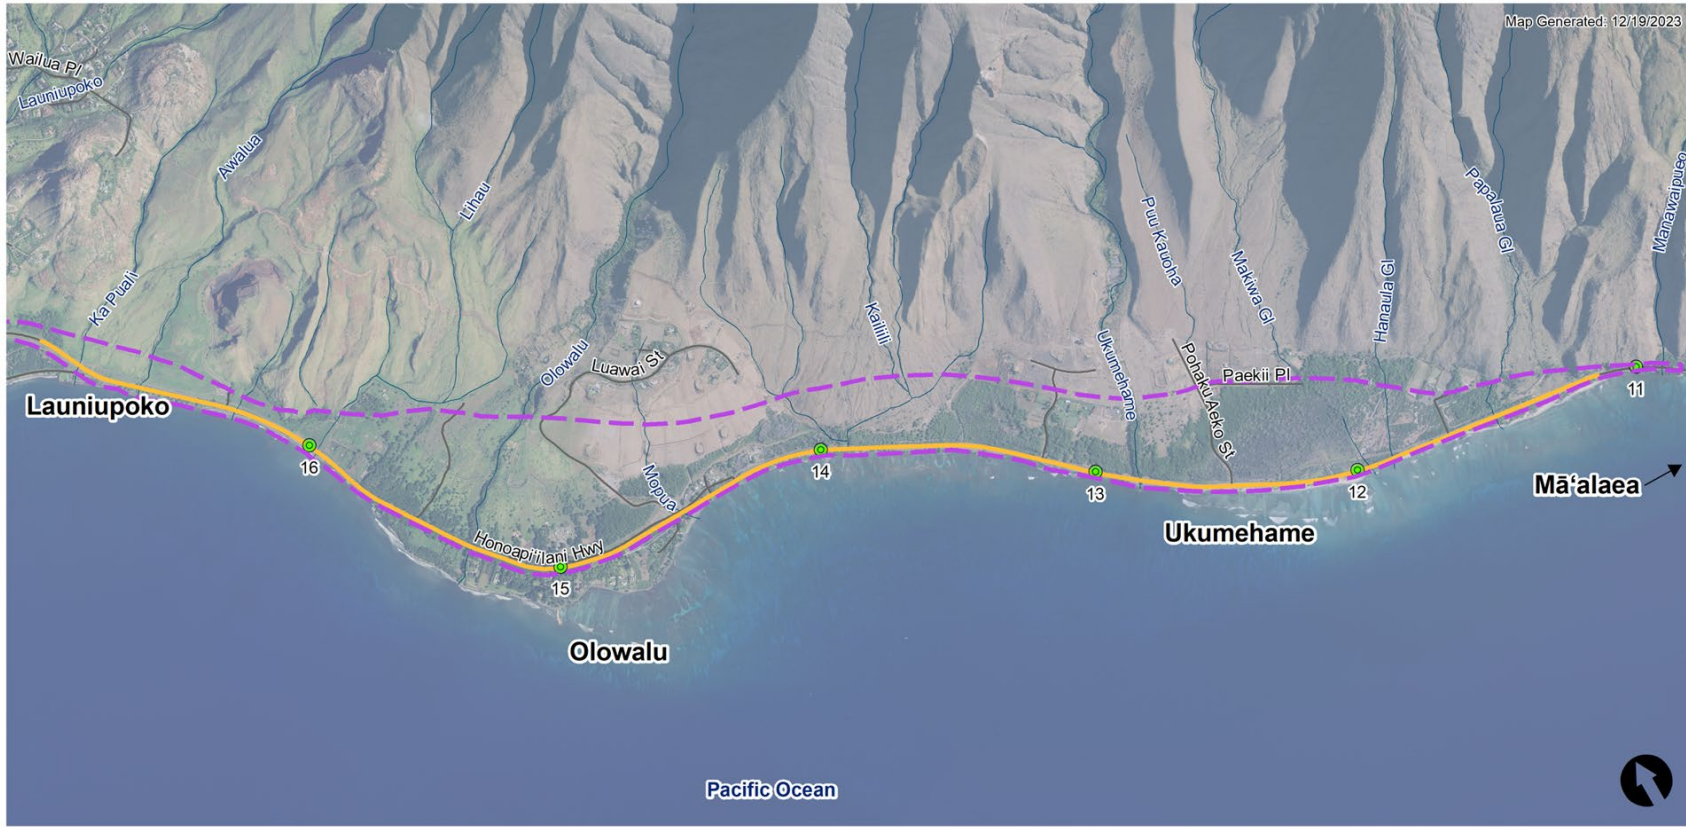 Map Generated: 12/19/2023
Wailua Pl
Launiupoko
Awalua
Lihau
Ka Puali
Olowalu
Luawai St
Kailiili
Ukumehame
Puu Kauoha
Pohaku Aeko St
Makiwa Gl
Paekii Pl
Hanaula Gl
Papalaua Gl
Manawaipueo
11
Launiupoko
16
14
13
12
Mā‘alaea
Mopua
Ukumehame
Honoapi‘ilani Hwy
15
Olowalu
Pacific Ocean